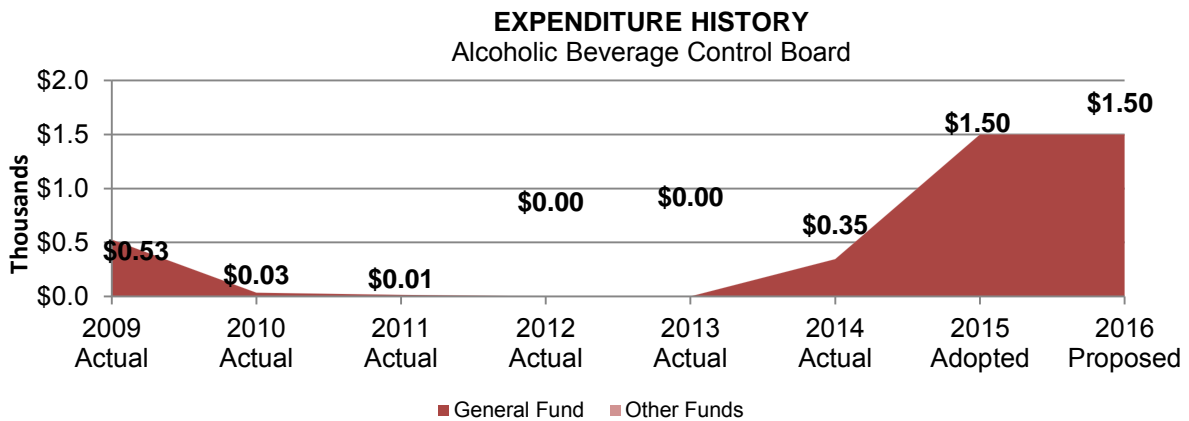 EXPENDITURE HISTORY
Alcoholic Beverage Control Board
Thousands
$2.0
$1.5
$1.0
$0.5
$0.0
$0.53
$0.03
$0.01
$0.00
$0.00
$0.35
$1.50
$1.50
2009 2010 2011 2012 2013 2014 2015 2016
Actual Actual Actual Actual Actual Actual Adopted Proposed
General Fund Other Funds